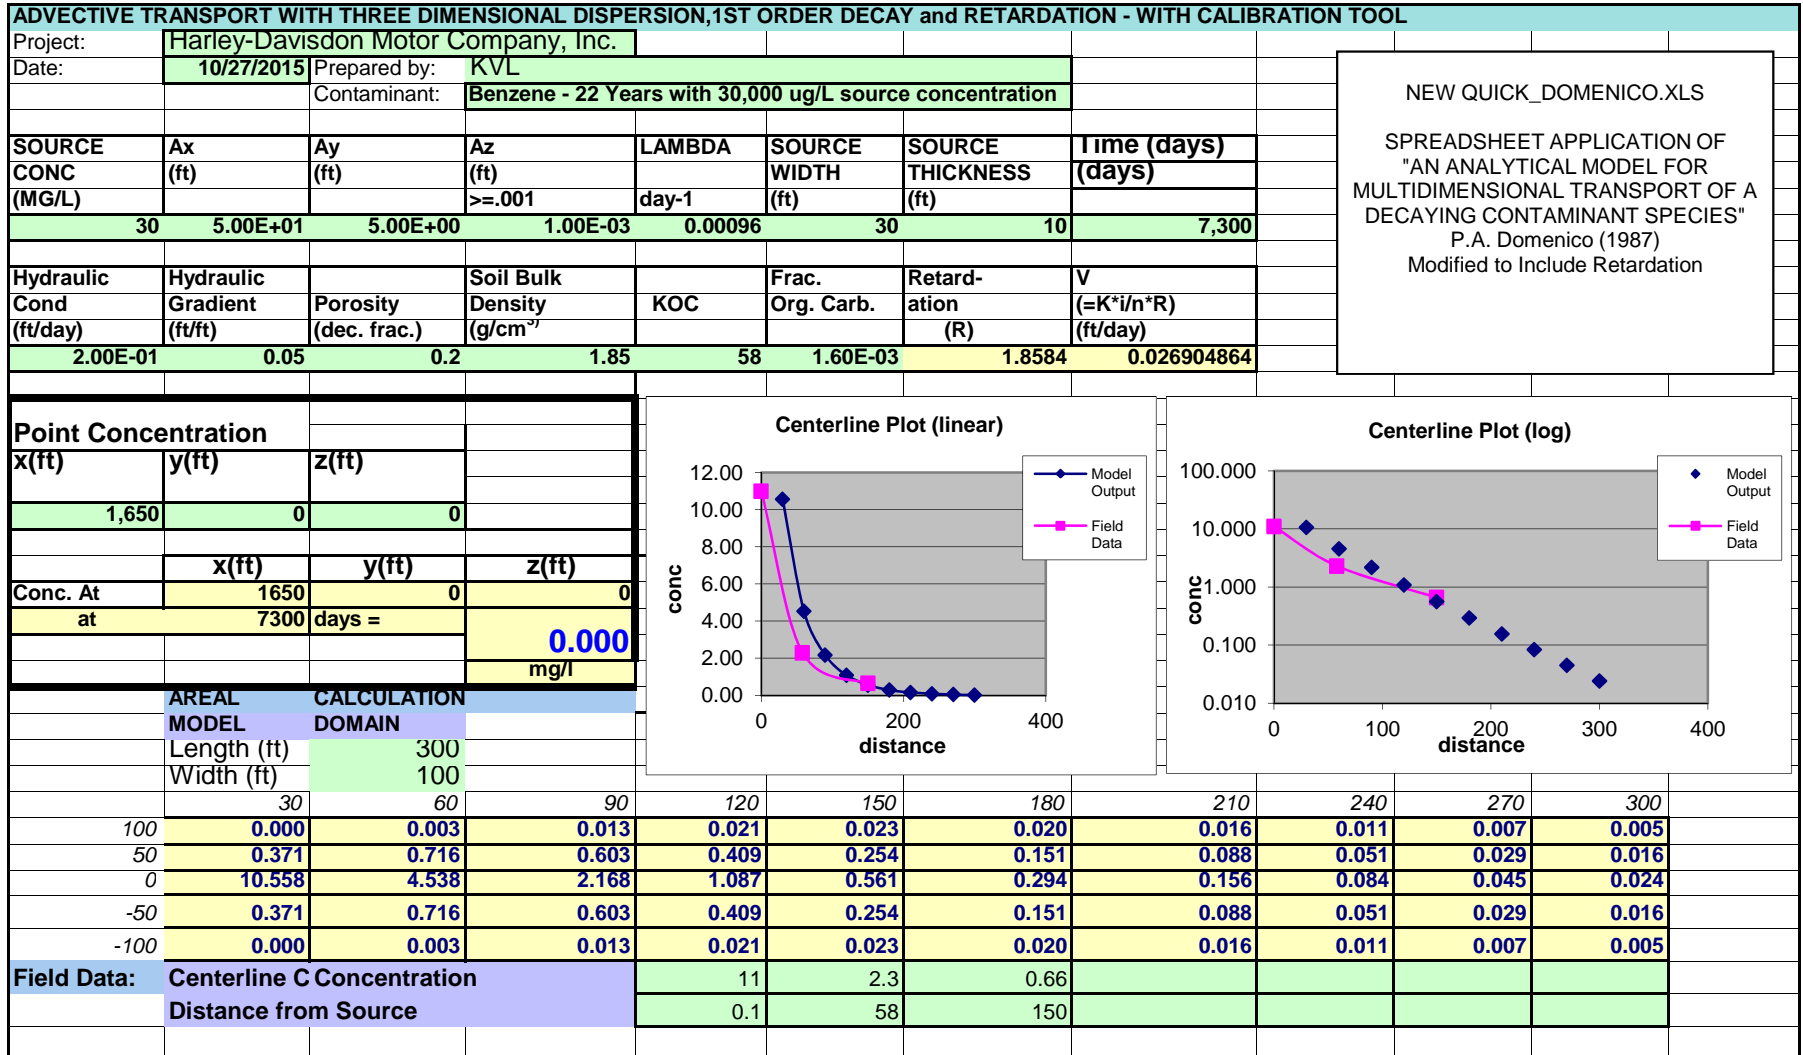 ADVECTIVE TRANSPORT WITH THREE DIMENSIONAL DISPERSION,1ST ORDER DECAY and RETARDATION - WITH CALIBRATION TOOL
Project: Harley-Davisdon Motor Company, Inc.
Date: 10/27/2015 Prepared by: KVL
Contaminant: Benzene - 22 Years with 30,000 ug/L source concentration
NEW QUICK_DOMENICO.XLS
SPREADSHEET APPLICATION OF
"AN ANALYTICAL MODEL FOR
MULTIDIMENSIONAL TRANSPORT OF A
DECAYING CONTAMINANT SPECIES"
P.A. Domenico (1987)
Modified to Include Retardation
SOURCE Ax Ay Az LAMBDA SOURCE SOURCE Time (days)
CONC (ft) (ft) (ft) WIDTH THICKNESS (days)
(MG/L) >=.001 day-1 (ft) (ft)
30 5.00E+01 5.00E+00 1.00E-03 0.00096 30 10 7,300
Hydraulic Hydraulic Soil Bulk Frac. Retard- V
Cond Gradient Porosity Density KOC Org. Carb. ation (=K*i/n*R)
(ft/day) (ft/ft) (dec. frac.) (g/cm³) (R) (ft/day)
2.00E-01 0.05 0.2 1.85 58 1.60E-03 1.8584 0.026904864
Point Concentration
x(ft) y(ft) z(ft)
1,650 0 0
x(ft) y(ft) z(ft)
Conc. At 1650 0 0
at 7300 days =
0.000
mg/l
Centerline Plot (linear)
12.00
10.00
8.00
6.00
4.00
2.00
0.00
conc
0 200 400
distance
Model
Output
Field
Data
Centerline Plot (log)
100.000
10.000
1.000
0.100
0.010
conc
0 100 200 300 400
distance
Model
Output
Field
Data
AREAL CALCULATION
MODEL DOMAIN
Length (ft) 300
Width (ft) 100
30 60 90 120 150 180 210 240 270 300
100 0.000 0.003 0.013 0.021 0.023 0.020 0.016 0.011 0.007 0.005
50 0.371 0.716 0.603 0.409 0.254 0.151 0.088 0.051 0.029 0.016
0 10.558 4.538 2.168 1.087 0.561 0.294 0.156 0.084 0.045 0.024
-50 0.371 0.716 0.603 0.409 0.254 0.151 0.088 0.051 0.029 0.016
-100 0.000 0.003 0.013 0.021 0.023 0.020 0.016 0.011 0.007 0.005
Field Data: Centerline C Concentration 11 2.3 0.66
Distance from Source 0.1 58 150